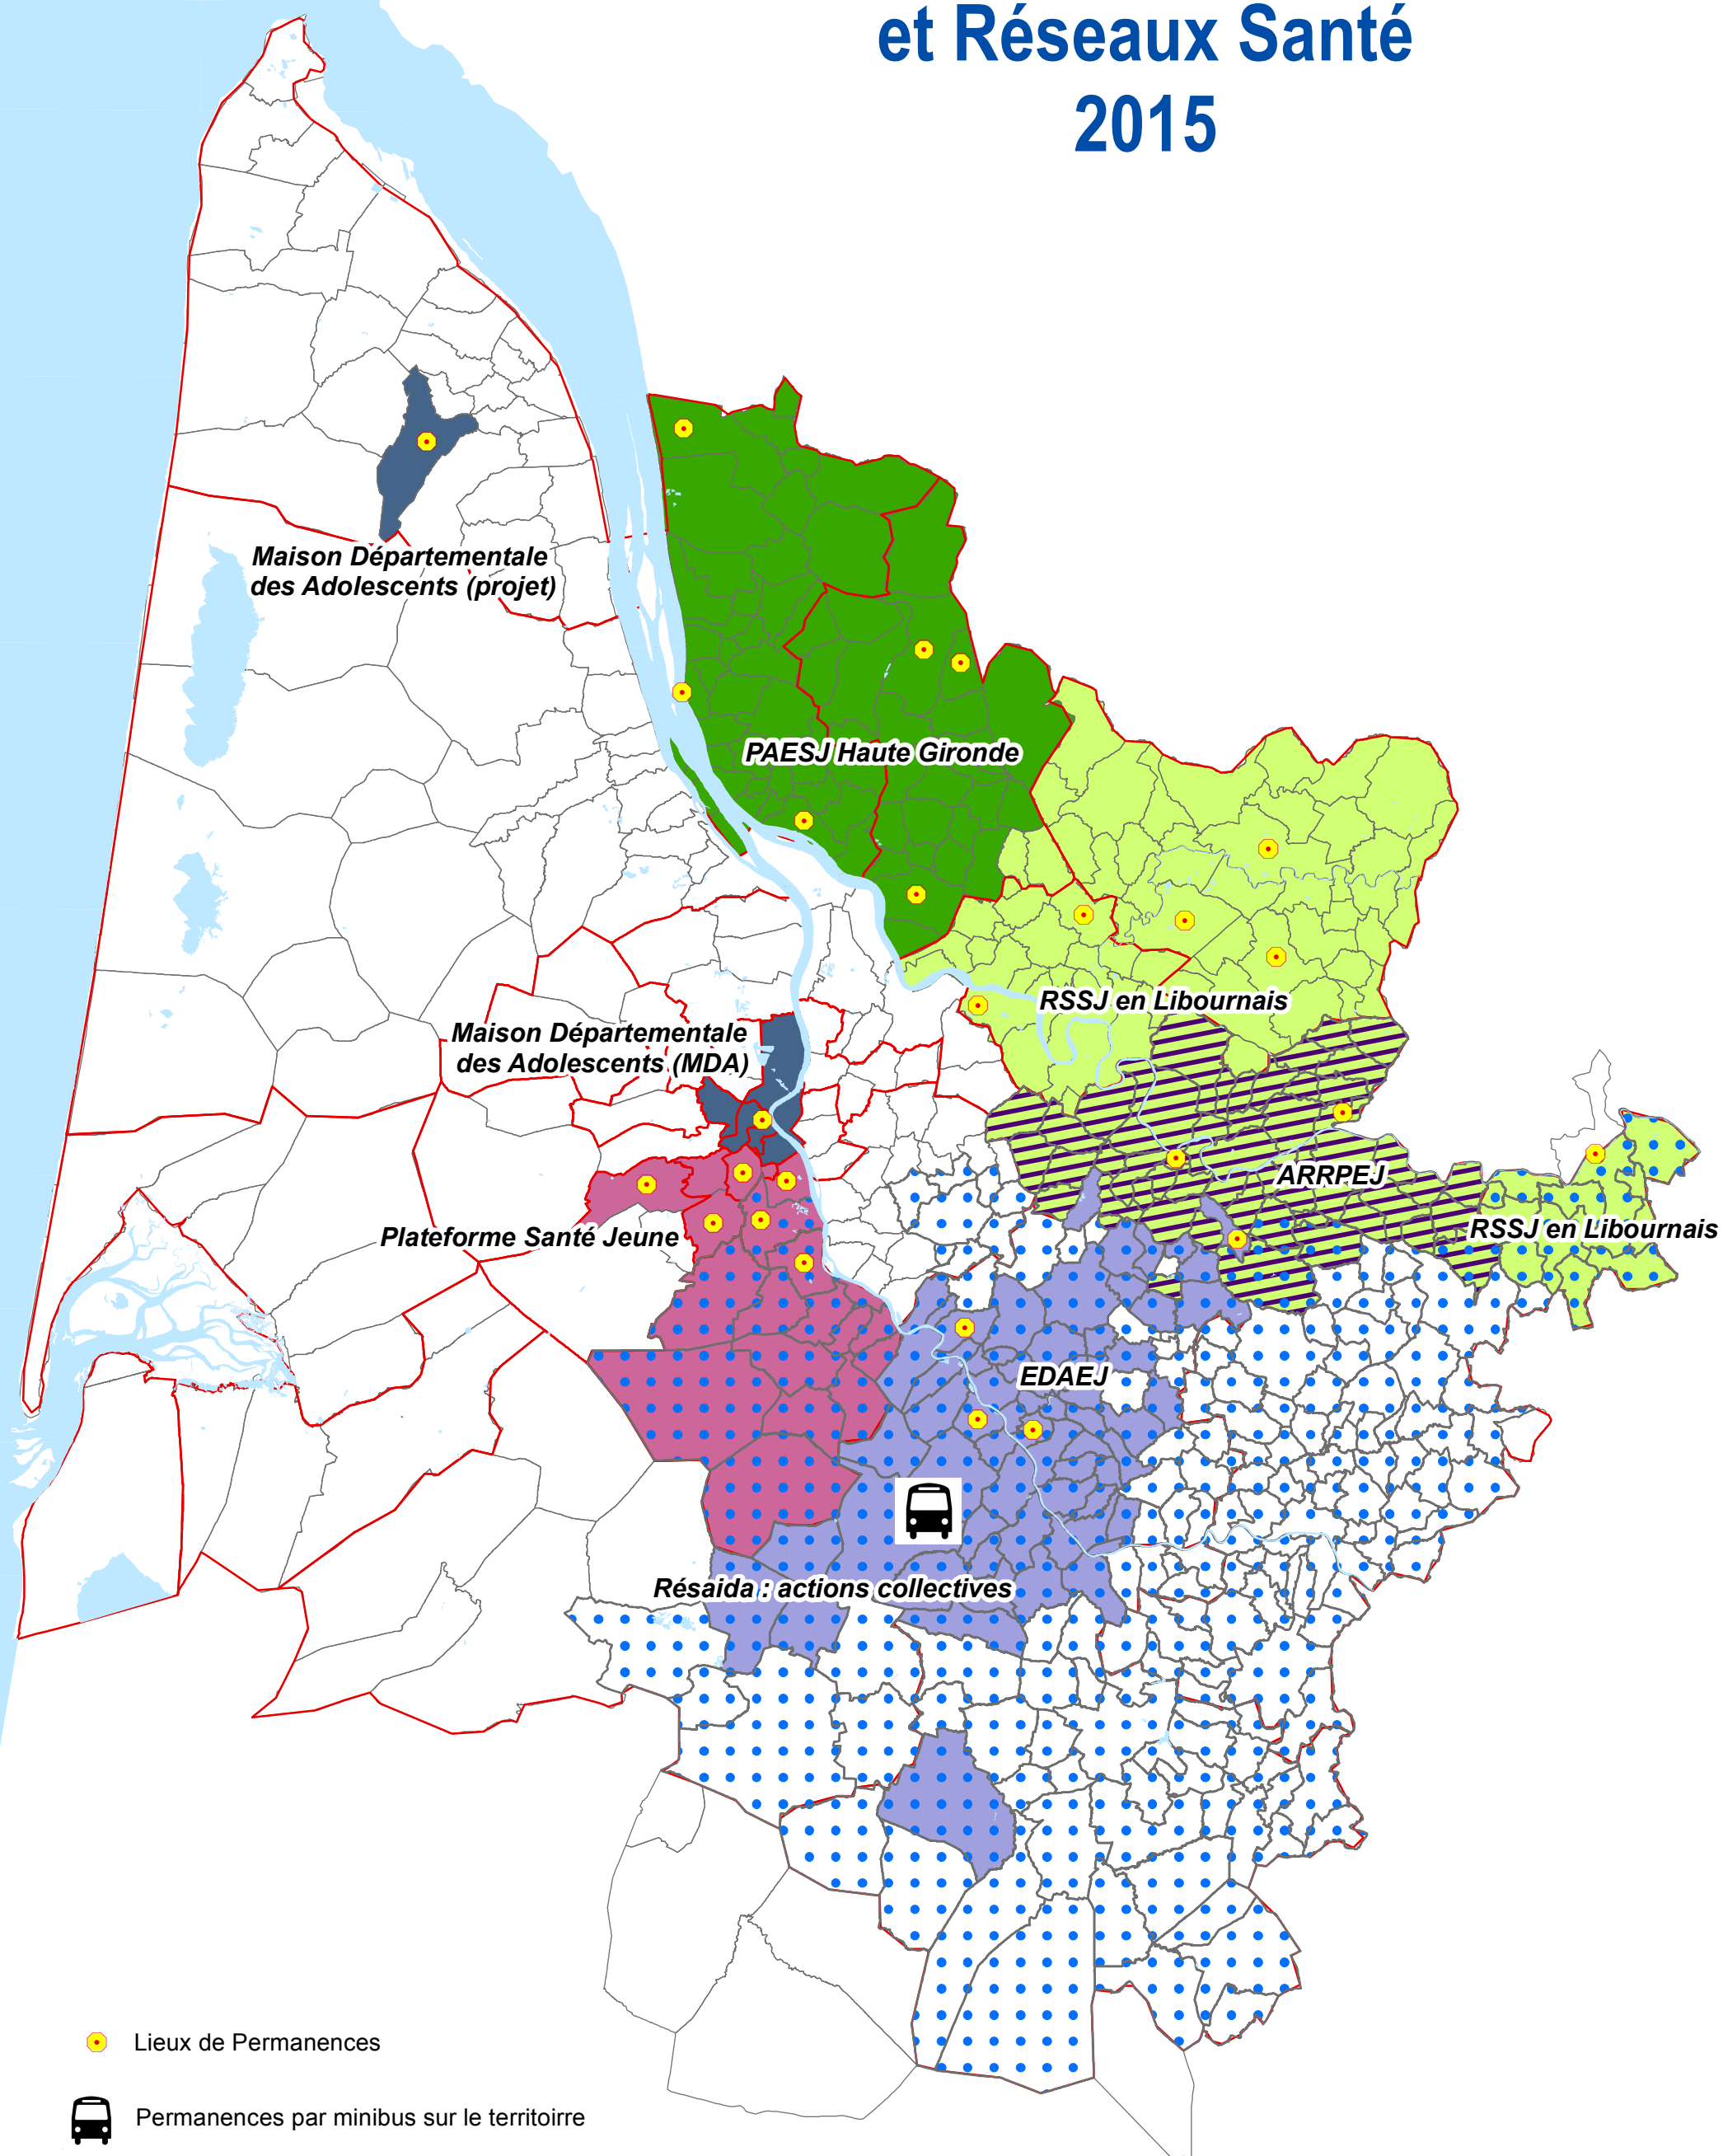 et Réseaux Santé
2015
Maison Départementale
des Adolescents (projet)
PAESJ Haute Gironde
RSSJ en Libournais
Maison Départementale
des Adolescents (MDA)
ARRPEJ
RSSJ en Libournais
Plateforme Santé Jeune
EDAEJ
Résaida : actions collectives
Lieux de Permanences
Permanences par minibus sur le territoirre